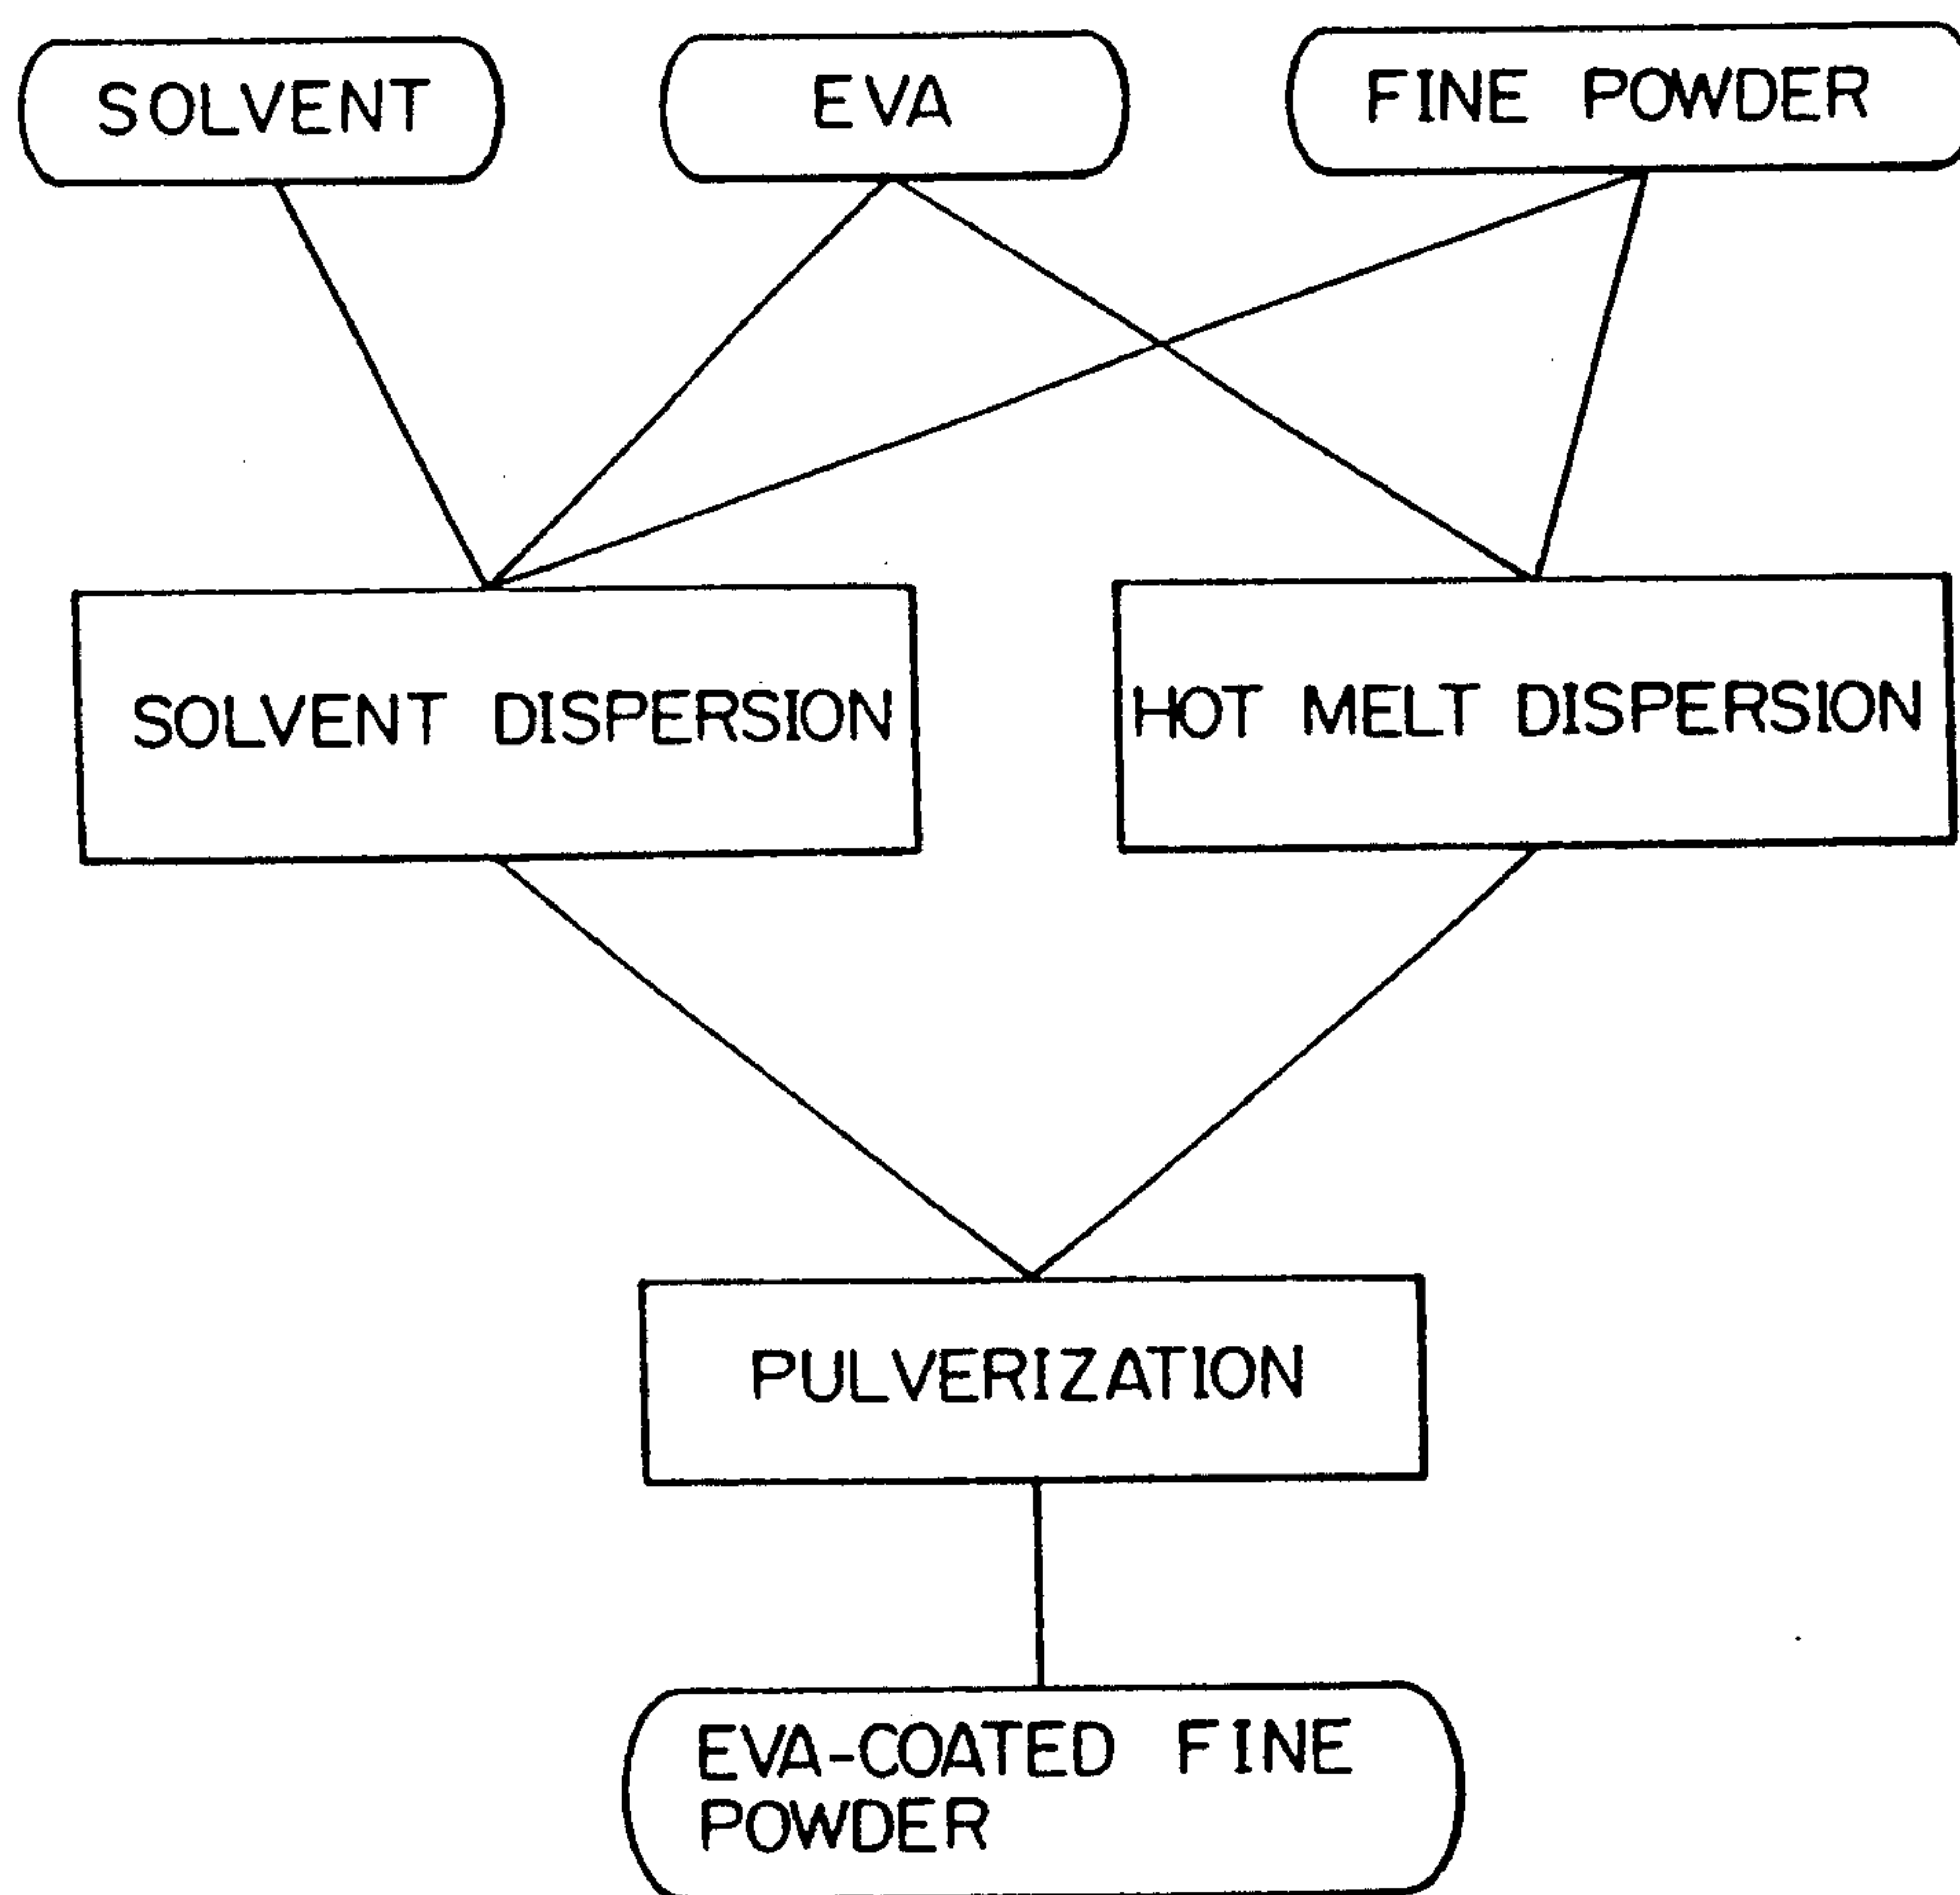 SOLVENT
EVA
FINE POWDER
SOLVENT DISPERSION
HOT MELT DISPERSION
PULVERIZATION
EVA-COATED FINE
POWDER